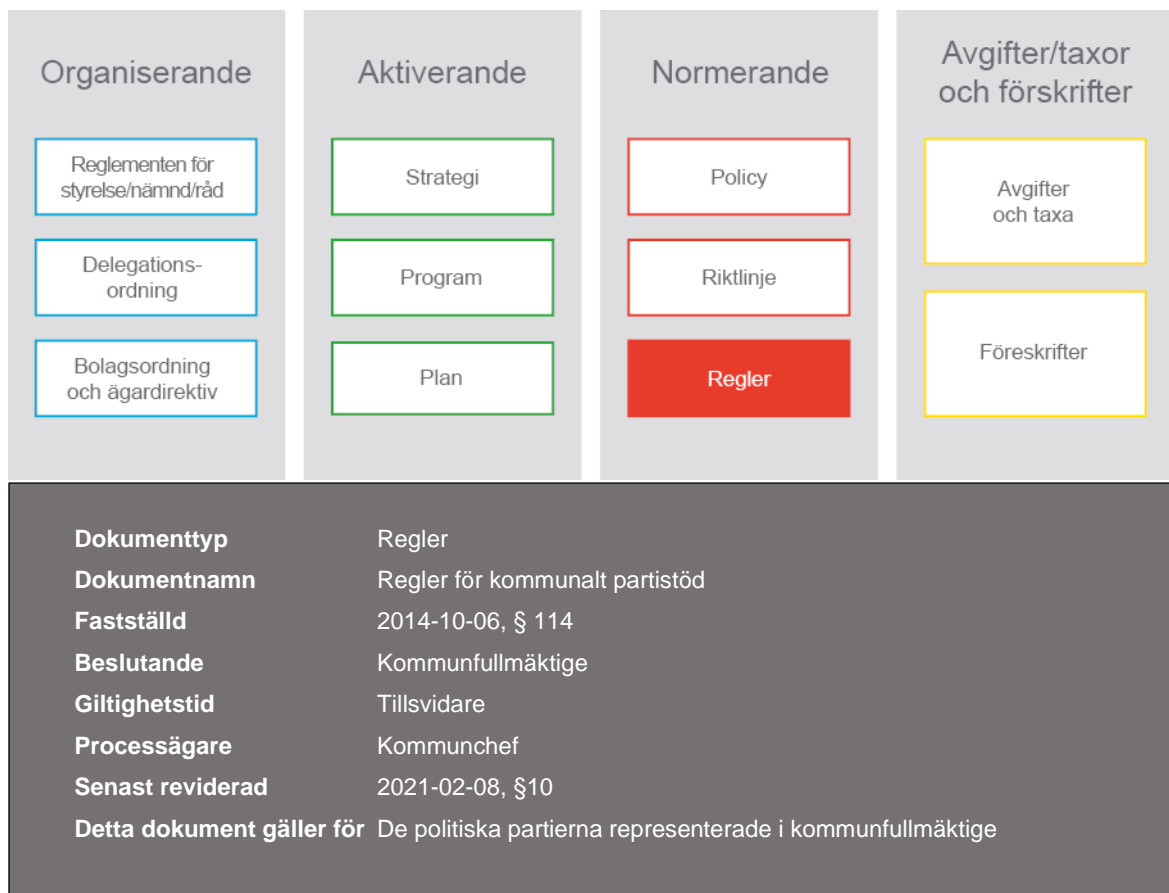 Organiserande
Reglementen för
styrelse/nämnd/råd
Delegations-
ordning
Bolagsordning
och ägardirektiv
Aktiverande
Strategi
Program
Plan
Normerande
Policy
Riktlinje
Regler
Avgifter/taxor
och förskrifter
Avgifter
och taxa
Föreskrifter
Dokumenttyp Regler
Dokumentnamn Regler för kommunalt partistöd
Fastställd 2014-10-06, § 114
Beslutande Kommunfullmäktige
Giltighetstid Tillsvidare
Processägare Kommunchef
Senast reviderad 2021-02-08, §10
Detta dokument gäller för De politiska partierna representerade i kommunfullmäktige